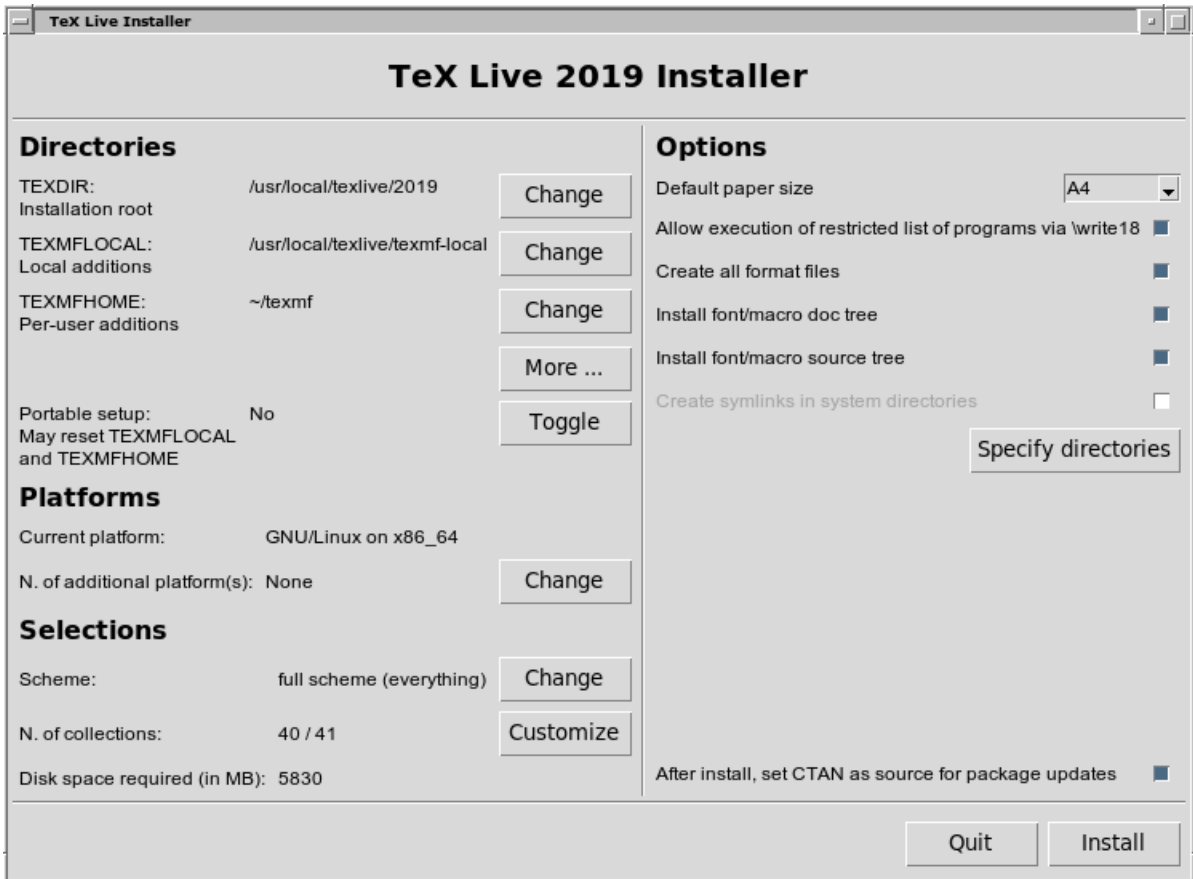 TeX Live Installer
TeX Live 2019 Installer
Directories
TEXDIR: /usr/local/texlive/2019 Change
Installation root
TEXMFLOCAL: /usr/local/texlive/texmf-local Change
Local additions
TEXMFHOME: ~/texmf Change
Per-user additions
More ...
Portable setup: No Toggle
May reset TEXMFLOCAL
and TEXMFHOME
Platforms
Current platform: GNU/Linux on x86_64
N. of additional platform(s): None Change
Selections
Scheme: full scheme (everything) Change
N. of collections: 40 / 41 Customize
Disk space required (in MB): 5830
Options
Default paper size A4
Allow execution of restricted list of programs via \write18
Create all format files
Install font/macro doc tree
Install font/macro source tree
Create symlinks in system directories
Specify directories
After install, set CTAN as source for package updates
Quit Install